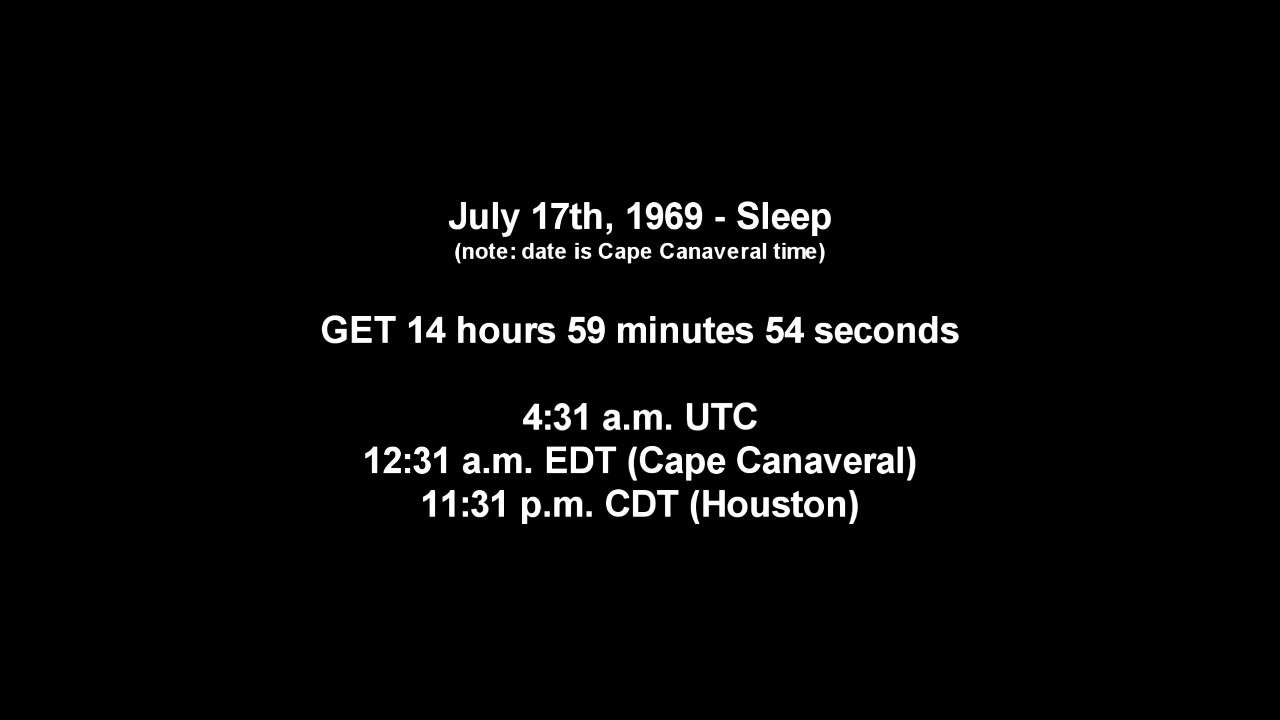 July 17th, 1969 - Sleep
(note: date is Cape Canaveral time)
GET 14 hours 59 minutes 54 seconds
4:31 a.m. UTC
12:31 a.m. EDT (Cape Canaveral)
11:31 p.m. CDT (Houston)